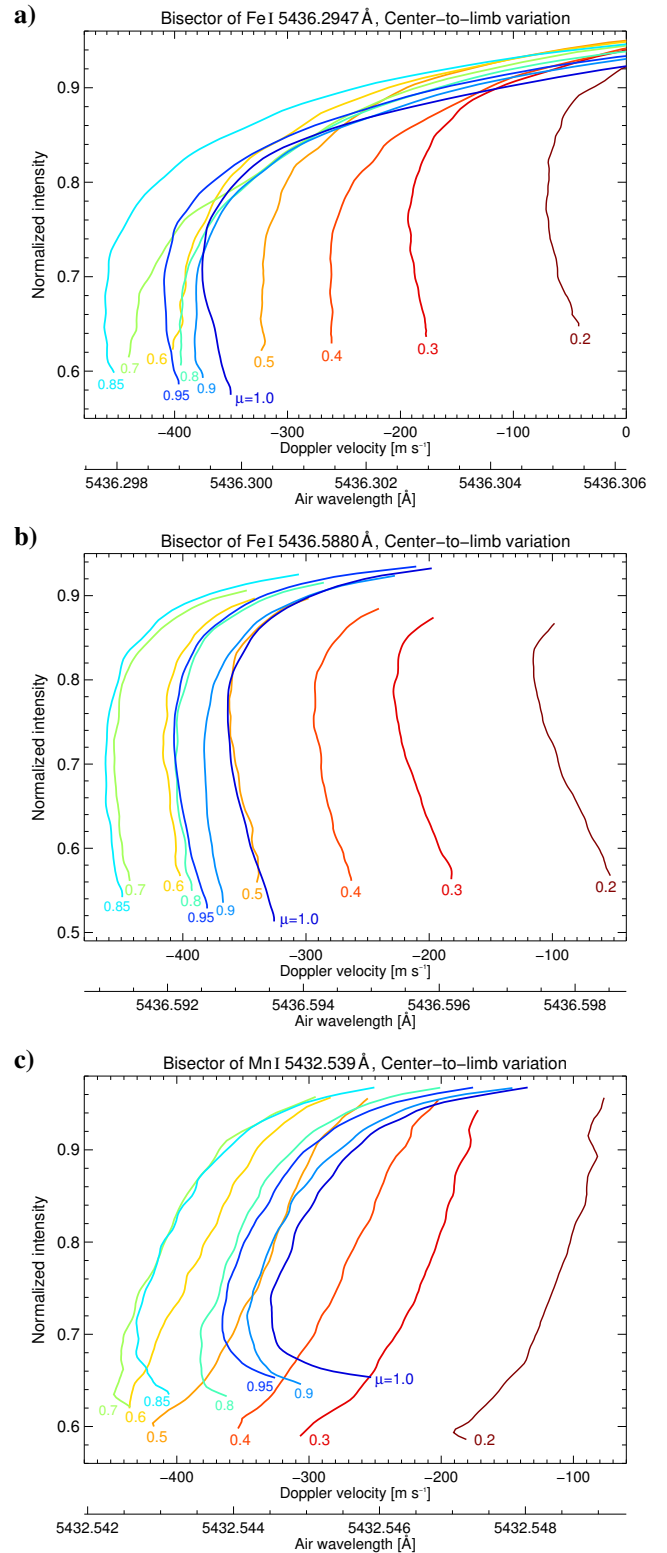 a)
Bisector of Fe I 5436.2947 Å, Center−to−limb variation
Normalized intensity
0.9
0.8
0.7
0.6
0.85
0.7
0.6
0.95
0.8
0.9
μ=1.0
0.5
0.4
0.3
0.2
−400 −300 −200 −100 0
Doppler velocity [m s⁻¹]
5436.298 5436.300 5436.302 5436.304 5436.306
Air wavelength [Å]
b)
Bisector of Fe I 5436.5880 Å, Center−to−limb variation
Normalized intensity
0.9
0.8
0.7
0.6
0.5
0.85
0.7
0.6
0.8
0.95
0.9
0.5
μ=1.0
0.4
0.3
0.2
−400 −300 −200 −100
Doppler velocity [m s⁻¹]
5436.592 5436.594 5436.596 5436.598
Air wavelength [Å]
c)
Bisector of Mn I 5432.539 Å, Center−to−limb variation
Normalized intensity
0.9
0.8
0.7
0.6
0.7
0.6
0.85
0.5
0.8
0.95
0.9
μ=1.0
0.4
0.3
0.2
−400 −300 −200 −100
Doppler velocity [m s⁻¹]
5432.542 5432.544 5432.546 5432.548
Air wavelength [Å]